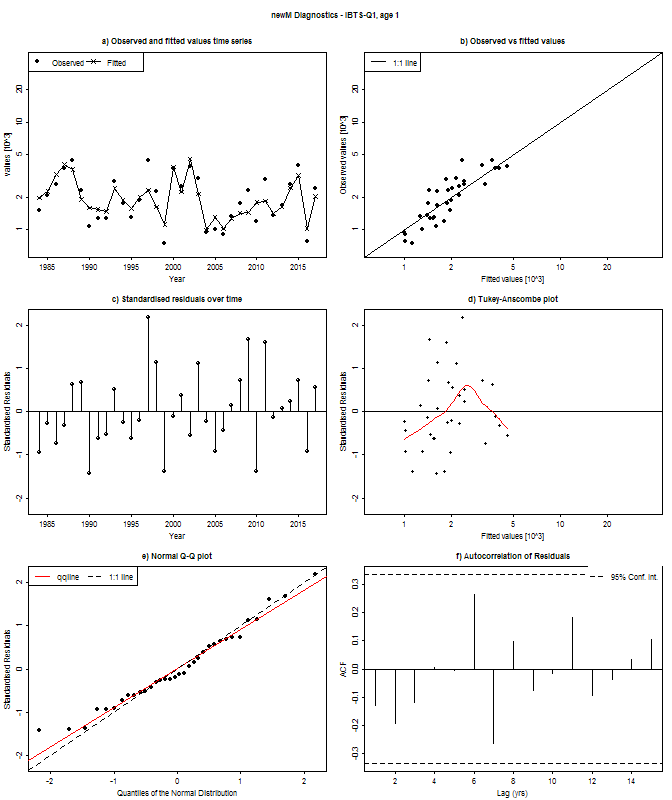 newM Diagnostics - IBTS-Q1, age 1
a) Observed and fitted values time series
Observed
Fitted
values [10^3]
1
2
5
10
20
1985
1990
1995
2000
2005
2010
2015
Year
b) Observed vs fitted values
1:1 line
Observed values [10^3]
1
2
5
10
20
1
2
5
10
20
Fitted values [10^3]
c) Standardised residuals over time
Standardised Residuals
-2
-1
0
1
2
1985
1990
1995
2000
2005
2010
2015
Year
d) Tukey-Anscombe plot
Standardised Residuals
-2
-1
0
1
2
1
2
5
10
20
Fitted values [10^3]
e) Normal Q-Q plot
qqline
1:1 line
Standardised Residuals
-2
-1
0
1
2
-2
-1
0
1
2
Quantiles of the Normal Distribution
f) Autocorrelation of Residuals
95% Conf. Int.
ACF
-0.3
-0.2
-0.1
0.0
0.1
0.2
0.3
2
4
6
8
10
12
14
Lag (yrs)